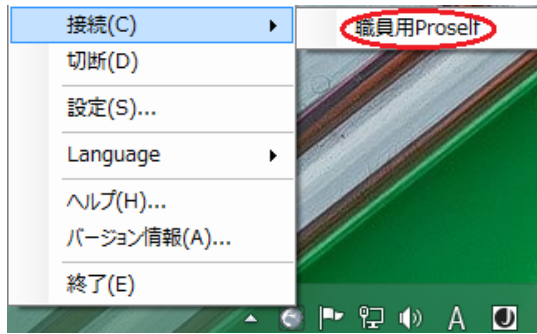 接続(C)
職員用Proself
切断(D)
設定(S)...
Language
ヘルプ(H)...
バージョン情報(A)...
終了(E)
A